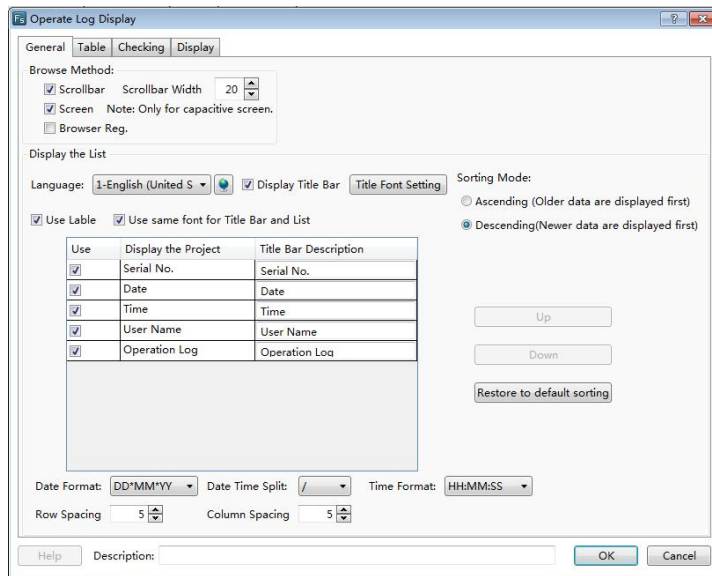 Fs Operate Log Display
General Table Checking Display
Browse Method:
Scrollbar Scrollbar Width 20
Screen Note: Only for capacitive screen.
Browser Reg.
Display the List
Language: 1-English (United S Display Title Bar Title Font Setting
Sorting Mode:
Ascending (Older data are displayed first)
Descending(Newer data are displayed first)
Use Lable Use same font for Title Bar and List
Use Display the Project Title Bar Description
Serial No. Serial No.
Date Date
Time Time
User Name User Name
Operation Log Operation Log
Up
Down
Restore to default sorting
Date Format: DD*MM*YY Date Time Split: / Time Format: HH:MM:SS
Row Spacing 5 Column Spacing 5
Help Description: OK Cancel